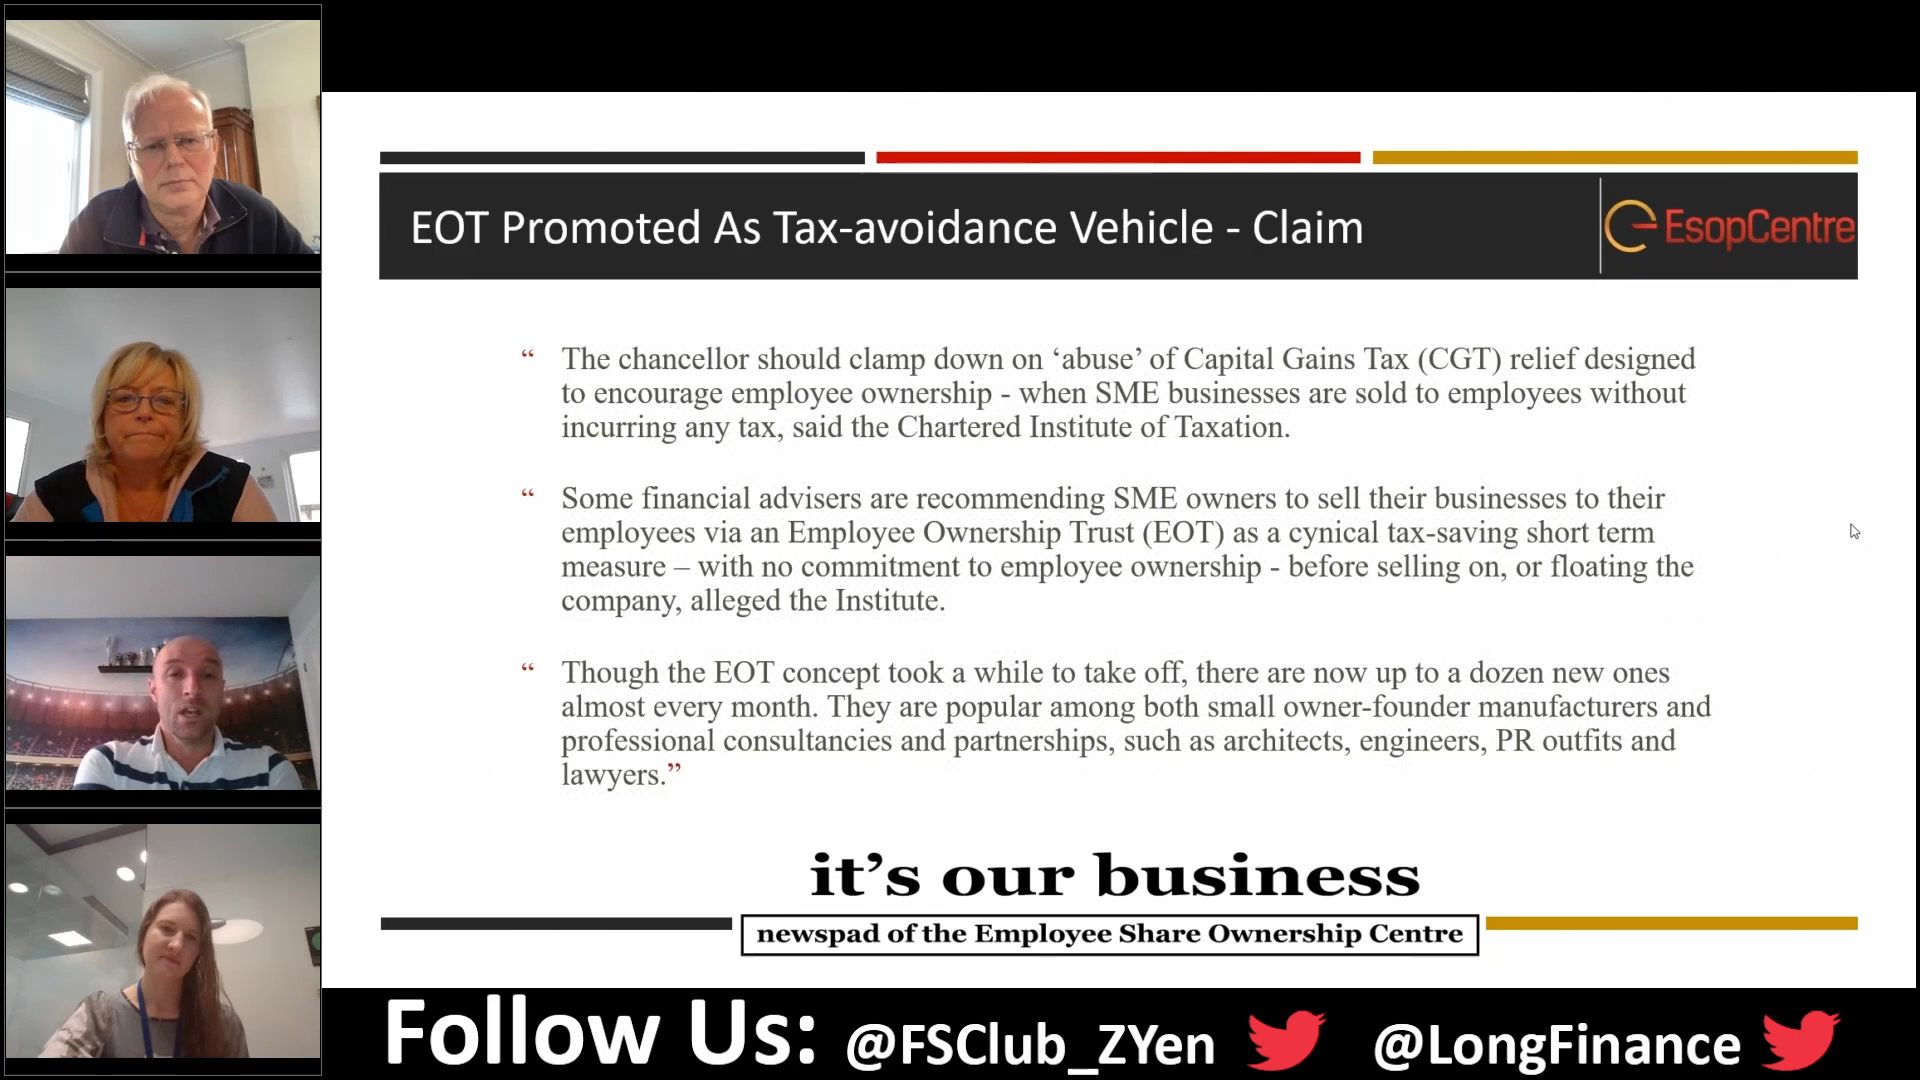 EOT Promoted As Tax-avoidance Vehicle - Claim
EsopCentre
“ The chancellor should clamp down on ‘abuse’ of Capital Gains Tax (CGT) relief designed
to encourage employee ownership - when SME businesses are sold to employees without
incurring any tax, said the Chartered Institute of Taxation.
“ Some financial advisers are recommending SME owners to sell their businesses to their
employees via an Employee Ownership Trust (EOT) as a cynical tax-saving short term
measure – with no commitment to employee ownership - before selling on, or floating the
company, alleged the Institute.
“ Though the EOT concept took a while to take off, there are now up to a dozen new ones
almost every month. They are popular among both small owner-founder manufacturers and
professional consultancies and partnerships, such as architects, engineers, PR outfits and
lawyers.”
it’s our business
newspad of the Employee Share Ownership Centre
Follow Us: @FSClub_ZYen @LongFinance